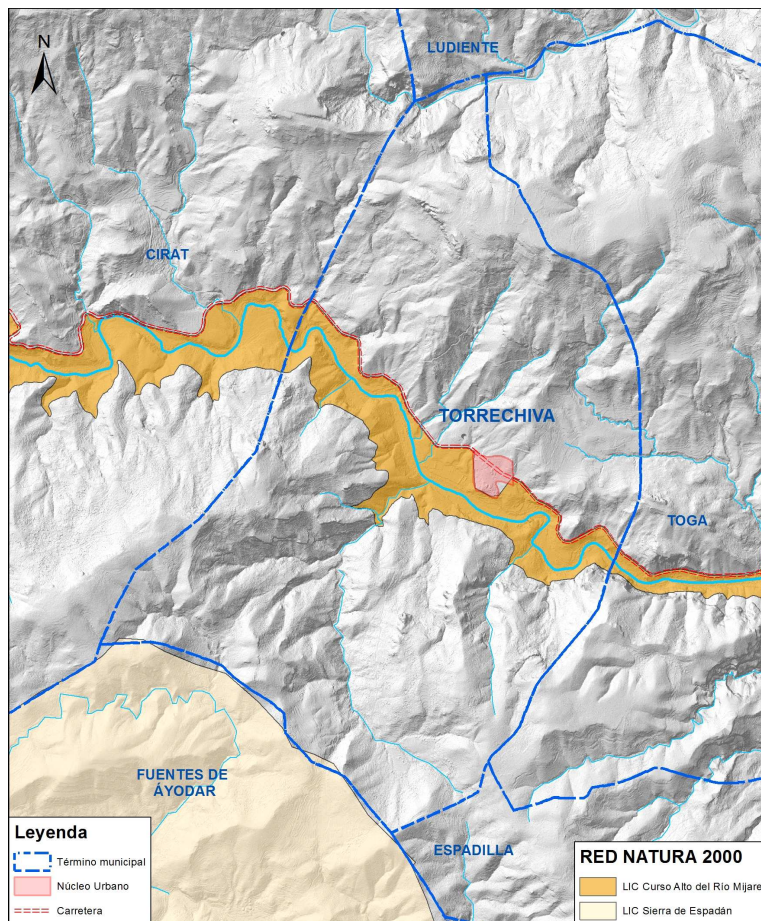 N
LUDIENTE
CIRAT
TORRECHIVA
TOGA
FUENTES DE
ÁYODAR
ESPADILLA
Leyenda
Término municipal
Núcleo Urbano
Carretera
RED NATURA 2000
LIC Curso Alto del Río Mijare
LIC Sierra de Espadán